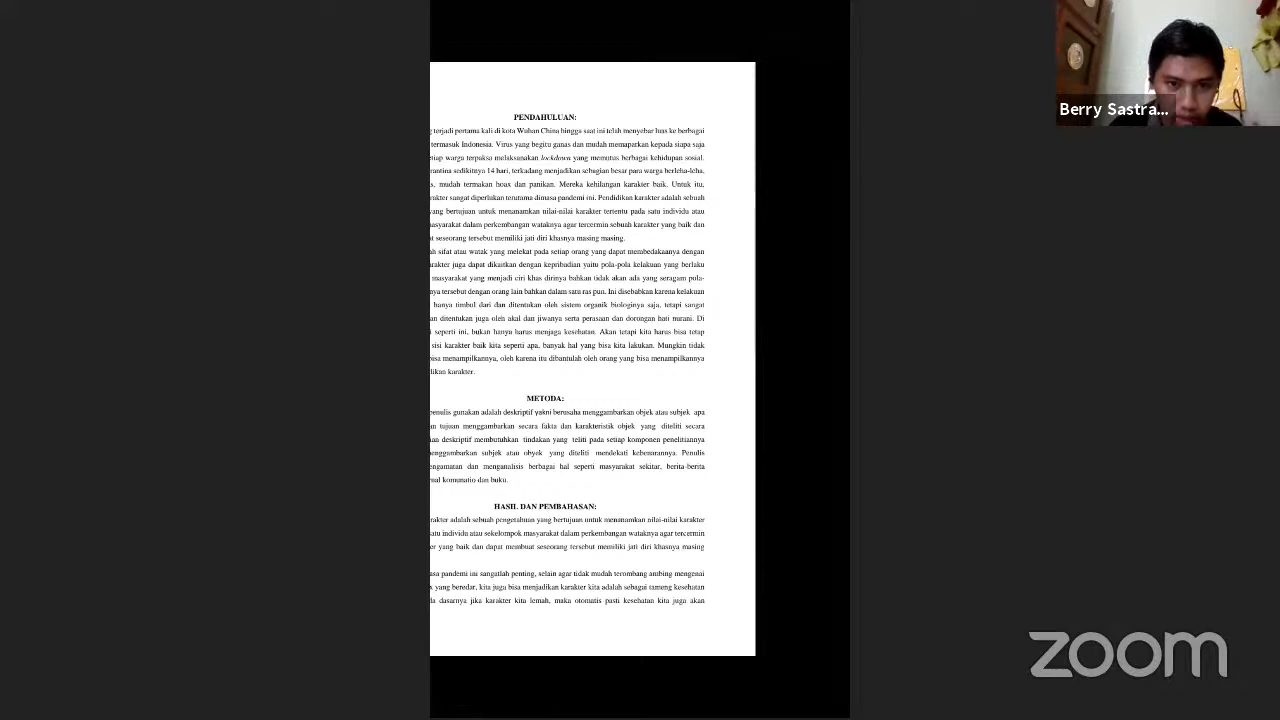 PENDAHULUAN:
g terjadi pertama kali di kota Wuhan China hingga saat ini telah menyebar luas ke berbagai
termasuk Indonesia. Virus yang begitu ganas dan mudah memaparkan kepada siapa saja
etiap warga terpaksa melaksanakan lockdown yang memutus berbagai kehidupan sosial.
rantina sedikitnya 14 hari, terkadang menjadikan sebagian besar para warga berleha-leha,
s, mudah termakan hoax dan panikan. Mereka kehilangan karakter baik. Untuk itu,
rakter sangat diperlukan terutama dimasa pandemi ini. Pendidikan karakter adalah sebuah
yang bertujuan untuk menanamkan nilai-nilai karakter tertentu pada satu individu atau
masyarakat dalam perkembangan wataknya agar tercermin sebuah karakter yang baik dan
t seseorang tersebut memiliki jati diri khasnya masing masing.
h sifat atau watak yang melekat pada setiap orang yang dapat membedakaanya dengan
arakter juga dapat dikaitkan dengan kepribadian yaitu pola-pola kelakuan yang berlaku
masyarakat yang menjadi ciri khas dirinya bahkan tidak akan ada yang seragam pola-
nya tersebut dengan orang lain bahkan dalam satu ras pun. Ini disebabkan karena kelakuan
hanya timbul dari dan ditentukan oleh sistem organik biologinya saja, tetapi sangat
an ditentukan juga oleh akal dan jiwanya serta perasaan dan dorongan hati nurani. Di
i seperti ini, bukan hanya harus menjaga kesehatan. Akan tetapi kita harus bisa tetap
sisi karakter baik kita seperti apa, banyak hal yang bisa kita lakukan. Mungkin tidak
bisa menampilkannya, oleh karena itu dibantulah oleh orang yang bisa menampilkannya
dikan karakter.
METODA:
penulis gunakan adalah deskriptif yakni berusaha menggambarkan objek atau subjek apa
an tujuan menggambarkan secara fakta dan karakteristik objek yang diteliti secara
ian deskriptif membutuhkan tindakan yang teliti pada setiap komponen penelitiannya
enggambarkan subjek atau obyek yang diteliti mendekati kebenarannya. Penulis
engamatan dan menganalisis berbagai hal seperti masyarakat sekitar, berita-berita
nal komunatio dan buku.
HASIL DAN PEMBAHASAN:
rakter adalah sebuah pengetahuan yang bertujuan untuk menanamkan nilai-nilai karakter
satu individu atau sekelompok masyarakat dalam perkembangan wataknya agar tercermin
er yang baik dan dapat membuat seseorang tersebut memiliki jati diri khasnya masing
asa pandemi ini sangatlah penting, selain agar tidak mudah terombang ambing mengenai
x yang beredar, kita juga bisa menjadikan karakter kita adalah sebagai tameng kesehatan
da dasarnya jika karakter kita lemah, maka otomatis pasti kesehatan kita juga akan
Berry Sastra...
zoom